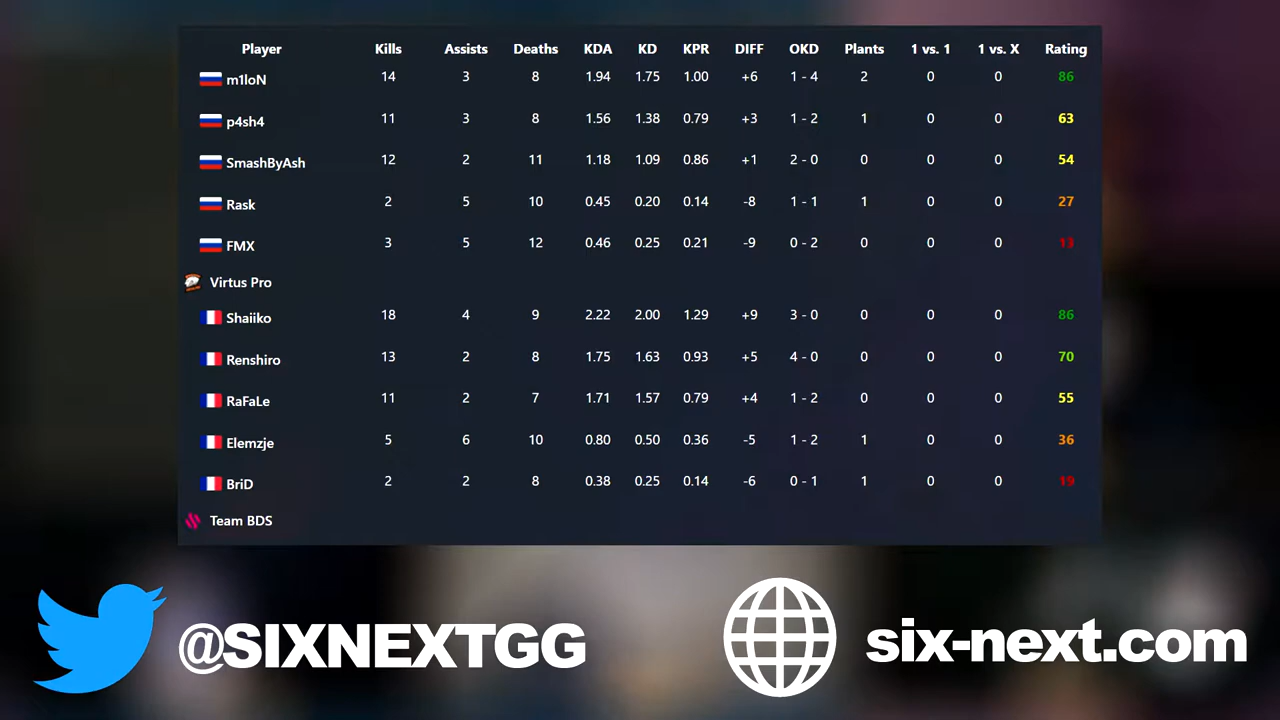 Player Kills Assists Deaths KDA KD KPR DIFF OKD Plants 1 vs. 1 1 vs. X Rating
m1loN 14 3 8 1.94 1.75 1.00 +6 1 - 4 2 0 0 86
p4sh4 11 3 8 1.56 1.38 0.79 +3 1 - 2 1 0 0 63
SmashByAsh 12 2 11 1.18 1.09 0.86 +1 2 - 0 0 0 0 54
Rask 2 5 10 0.45 0.20 0.14 -8 1 - 1 1 0 0 27
FMX 3 5 12 0.46 0.25 0.21 -9 0 - 2 0 0 0 13
Virtus Pro
Shaiiko 18 4 9 2.22 2.00 1.29 +9 3 - 0 0 0 0 86
Renshiro 13 2 8 1.75 1.63 0.93 +5 4 - 0 0 0 0 70
RaFaLe 11 2 7 1.71 1.57 0.79 +4 1 - 2 0 0 0 55
Elemzje 5 6 10 0.80 0.50 0.36 -5 1 - 2 1 0 0 36
BriD 2 2 8 0.38 0.25 0.14 -6 0 - 1 1 0 0 19
Team BDS
@SIXNEXTGG six-next.com